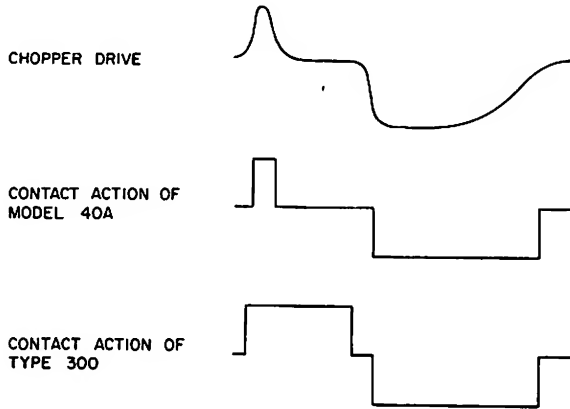 CHOPPER DRIVE
CONTACT ACTION OF
MODEL 40A
CONTACT ACTION OF
TYPE 300